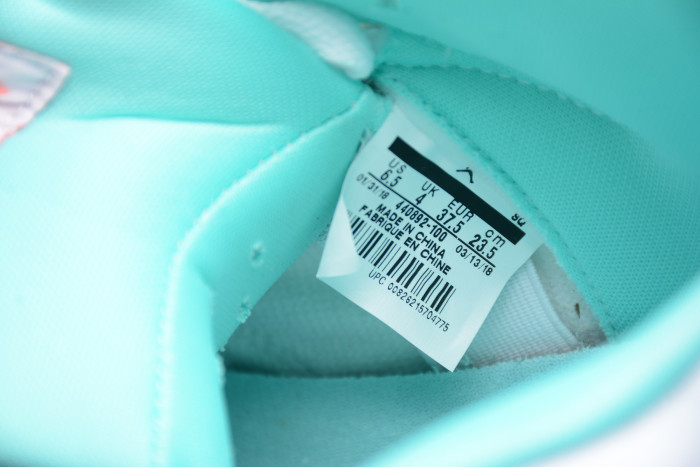 US UK EUR cm
6.5 4 37.5 23.5
01/31/18 440892-100 03/13/18
MADE IN CHINA
FABRIQUE EN CHINE
UPC 00826215704775